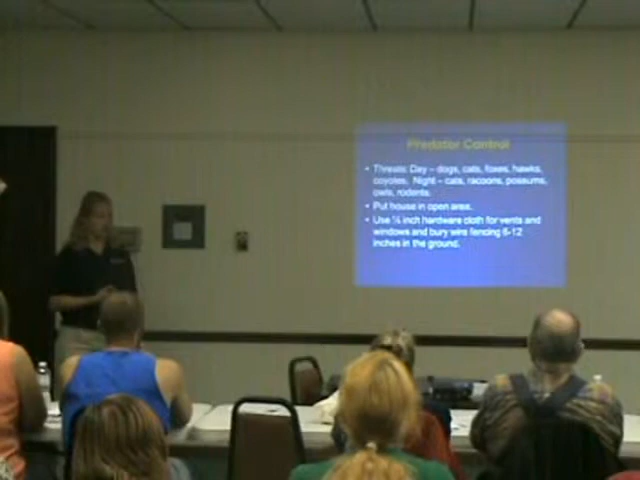 Predator Control
• Threats: Day – dogs, cats, foxes, hawks,
coyotes. Night – cats, racoons, possums,
owls, rodents.
• Put house in open area.
• Use ¼ inch hardware cloth for vents and
windows and bury wire fencing 6-12
inches in the ground.